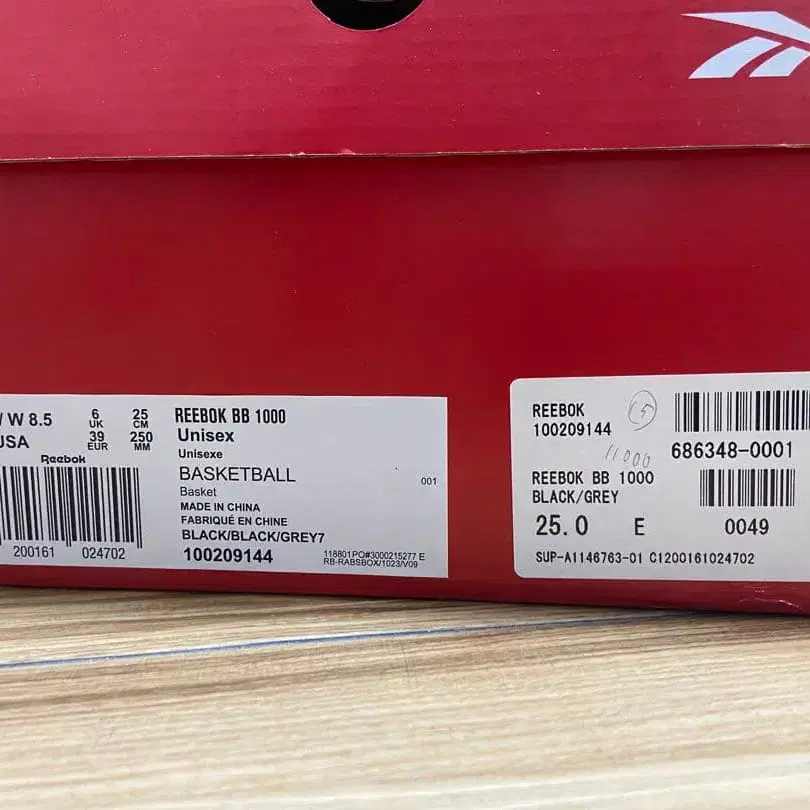 / W 8.5
USA
6
UK
39
EUR
25
CM
250
MM
Reebok
200161 024702
REEBOK BB 1000
Unisex
Unisexe
BASKETBALL
Basket
MADE IN CHINA
FABRIQUÉ EN CHINE
BLACK/BLACK/GREY7
100209144
001
118801PO#3000215277 E
RB-RABSBOX/1023/V09
REEBOK
100209144
11000
686348-0001
REEBOK BB 1000
BLACK/GREY
25.0 E 0049
SUP-A1146763-01 C1200161024702